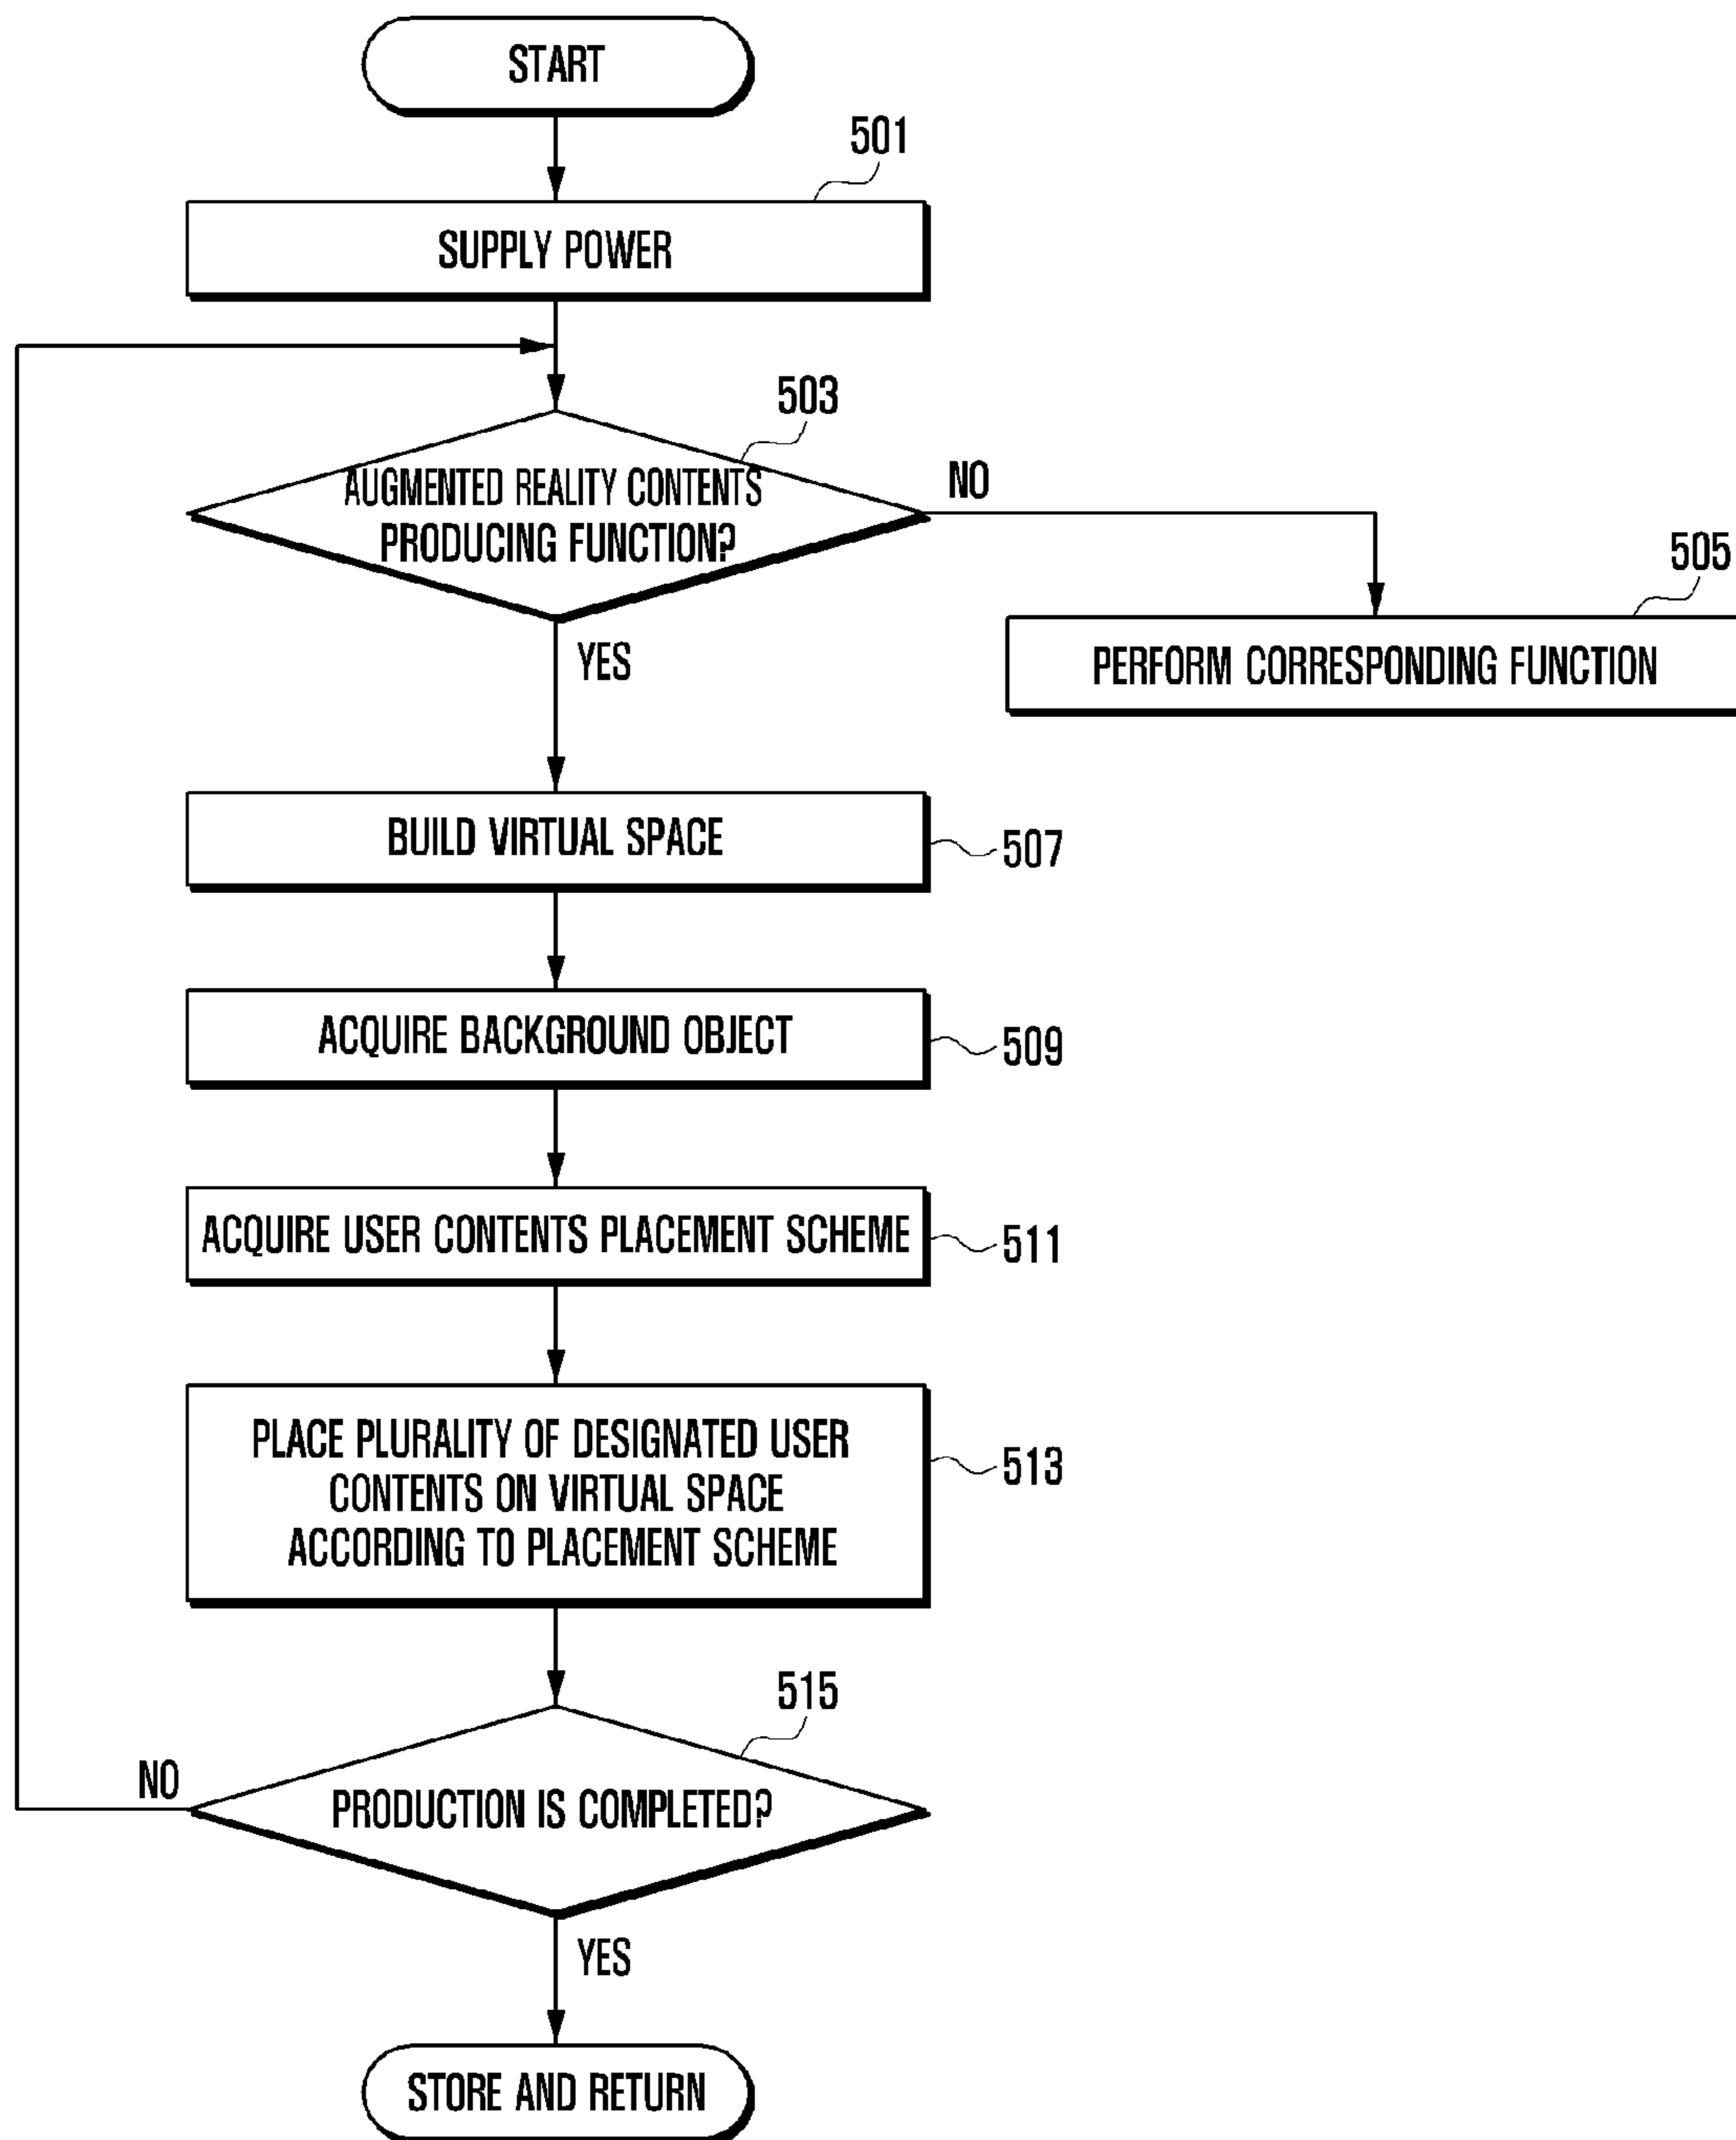 START
501
SUPPLY POWER
503
AUGMENTED REALITY CONTENTS
PRODUCING FUNCTION?
NO
505
PERFORM CORRESPONDING FUNCTION
YES
BUILD VIRTUAL SPACE
507
ACQUIRE BACKGROUND OBJECT
509
ACQUIRE USER CONTENTS PLACEMENT SCHEME
511
PLACE PLURALITY OF DESIGNATED USER
CONTENTS ON VIRTUAL SPACE
ACCORDING TO PLACEMENT SCHEME
513
515
NO
PRODUCTION IS COMPLETED?
YES
STORE AND RETURN